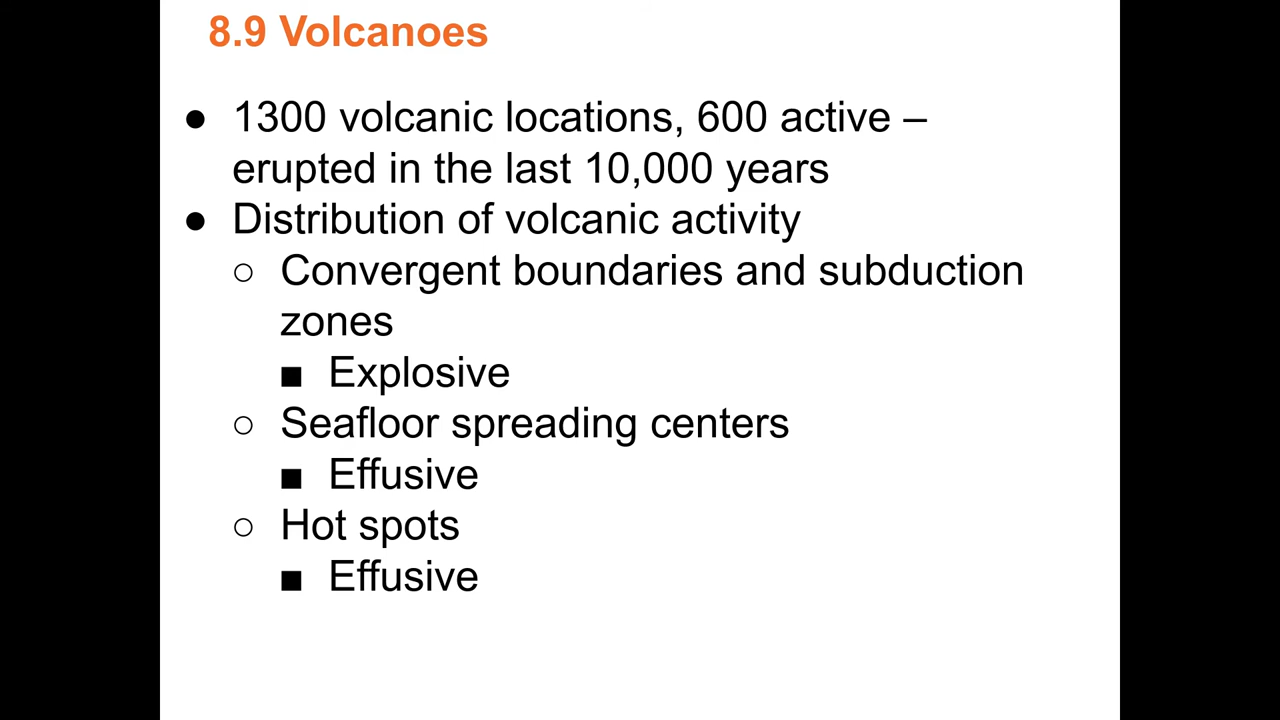 8.9 Volcanoes
● 1300 volcanic locations, 600 active –
erupted in the last 10,000 years
● Distribution of volcanic activity
○ Convergent boundaries and subduction
zones
■ Explosive
○ Seafloor spreading centers
■ Effusive
○ Hot spots
■ Effusive